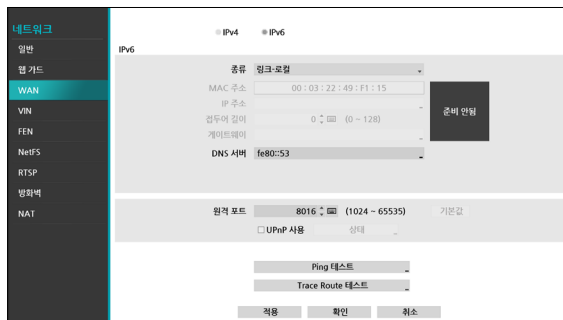 네트워크
IPv4 IPv6
일반
IPv6
웹 가드
종류 링크-로컬
WAN
MAC 주소 00 : 03 : 22 : 49 : F1 : 15
VIN
IP 주소
준비 안됨
FEN
접두어 길이 0 (0 ~ 128)
게이트웨이
NetFS
DNS 서버 fe80::53
RTSP
방화벽
NAT
원격 포트 8016 (1024 ~ 65535) 기본값
UPnP 사용 상태
Ping 테스트
Trace Route 테스트
적용 확인 취소